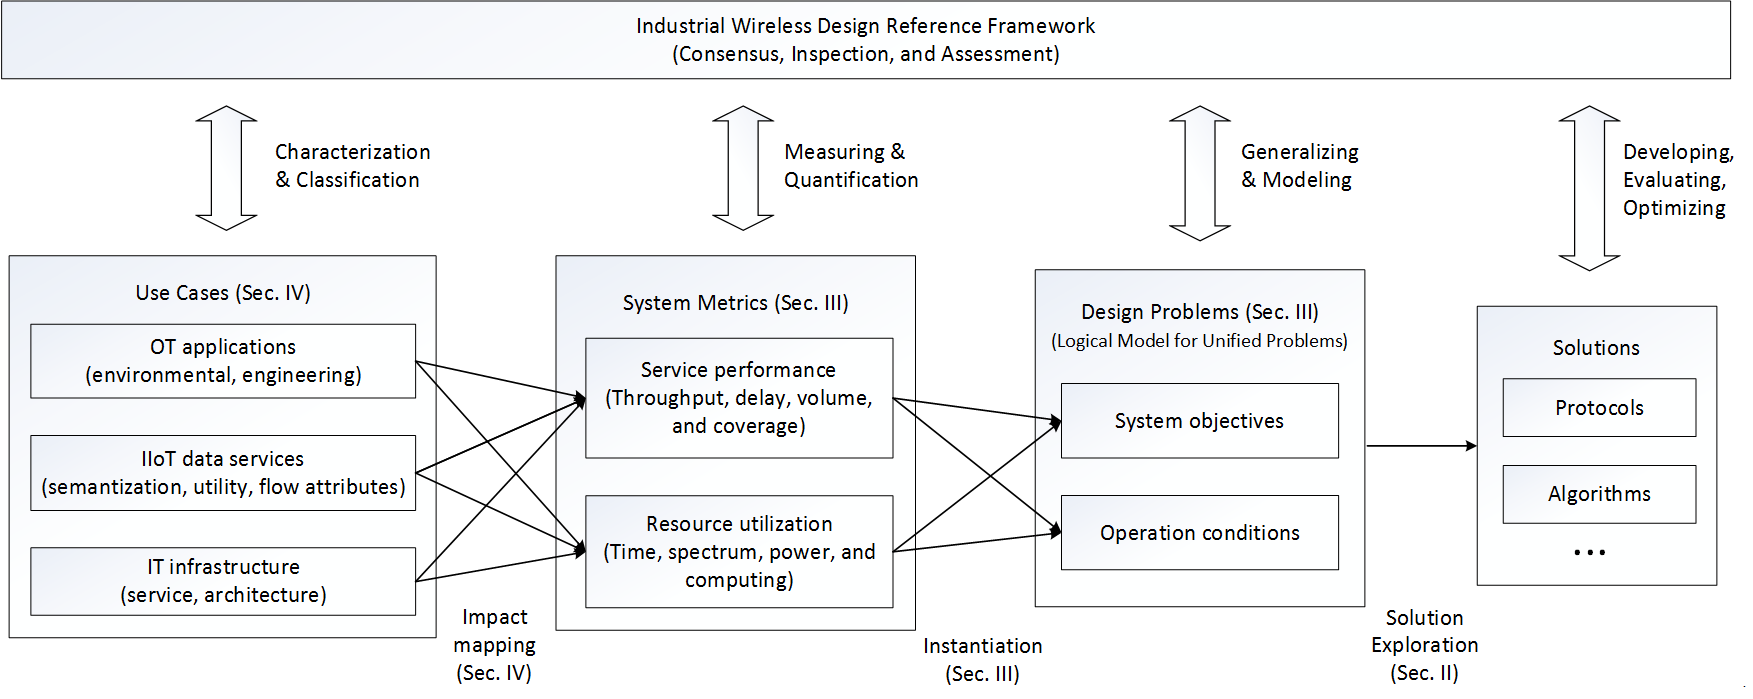 Industrial Wireless Design Reference Framework
(Consensus, Inspection, and Assessment)
Characterization
& Classification
Measuring &
Quantification
Generalizing
& Modeling
Developing,
Evaluating,
Optimizing
Use Cases (Sec. IV)
OT applications
(environmental, engineering)
IIoT data services
(semantization, utility, flow attributes)
IT infrastructure
(service, architecture)
Impact
mapping
(Sec. IV)
System Metrics (Sec. III)
Service performance
(Throughput, delay, volume,
and coverage)
Resource utilization
(Time, spectrum, power, and
computing)
Instantiation
(Sec. III)
Design Problems (Sec. III)
(Logical Model for Unified Problems)
System objectives
Operation conditions
Solution
Exploration
(Sec. II)
Solutions
Protocols
Algorithms
...